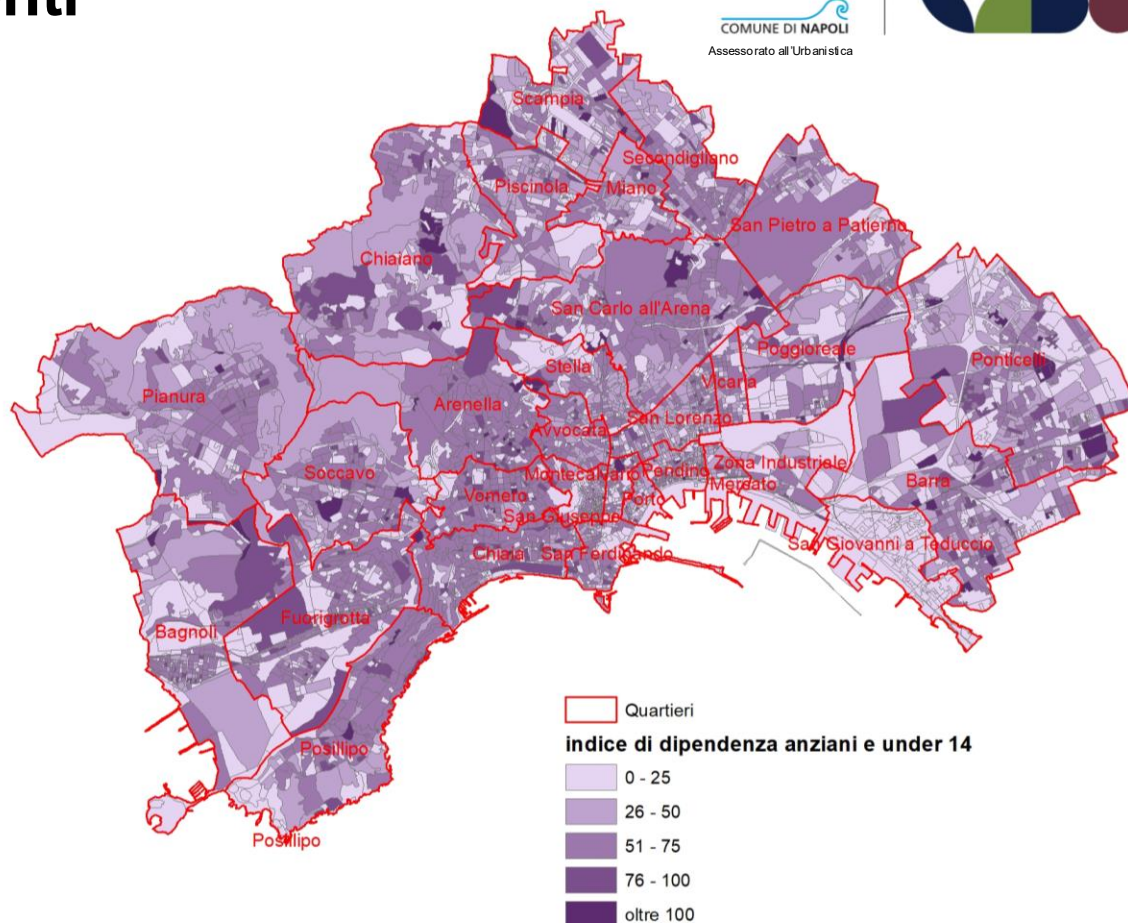 COMUNE DI NAPOLI
Assessorato all'Urbanistica
Scampia
Secondigliano
Piscinola
Miano
San Pietro a Patierno
Chiaiano
San Carlo all'Arena
Poggioreale
Ponticelli
Stella
Vicaria
Pianura
Arenella
San Lorenzo
Avvocata
Soccavo
Montecalvario
Pendino
Zona Industriale
Mercato
Barra
Vomero
Porto
San Giuseppe
San Giovanni a Teduccio
Chiaia
San Ferdinando
Fuorigrotta
Bagnoli
Posillipo
Posillipo
Quartieri
indice di dipendenza anziani e under 14
0 - 25
26 - 50
51 - 75
76 - 100
oltre 100